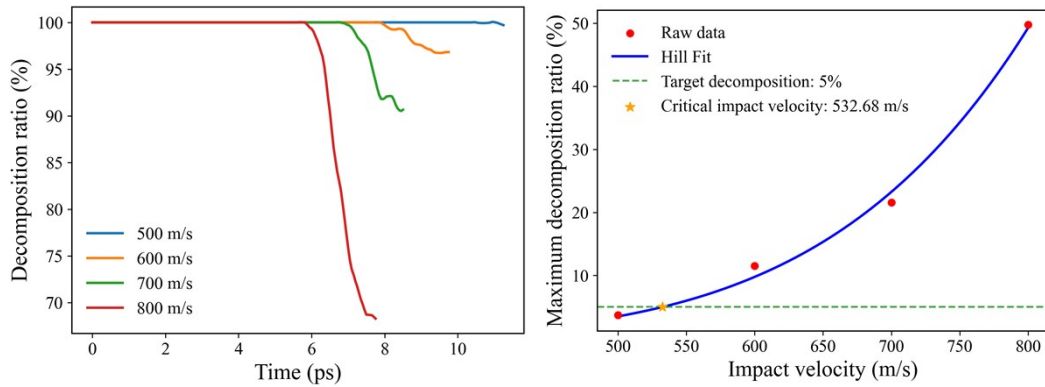 Decomposition ratio (%)
100
95
90
85
80
75
70
500 m/s
600 m/s
700 m/s
800 m/s
0
2
4
6
8
10
Time (ps)
Maximum decomposition ratio (%)
50
40
30
20
10
Raw data
Hill Fit
Target decomposition: 5%
Critical impact velocity: 532.68 m/s
500
550
600
650
700
750
800
Impact velocity (m/s)